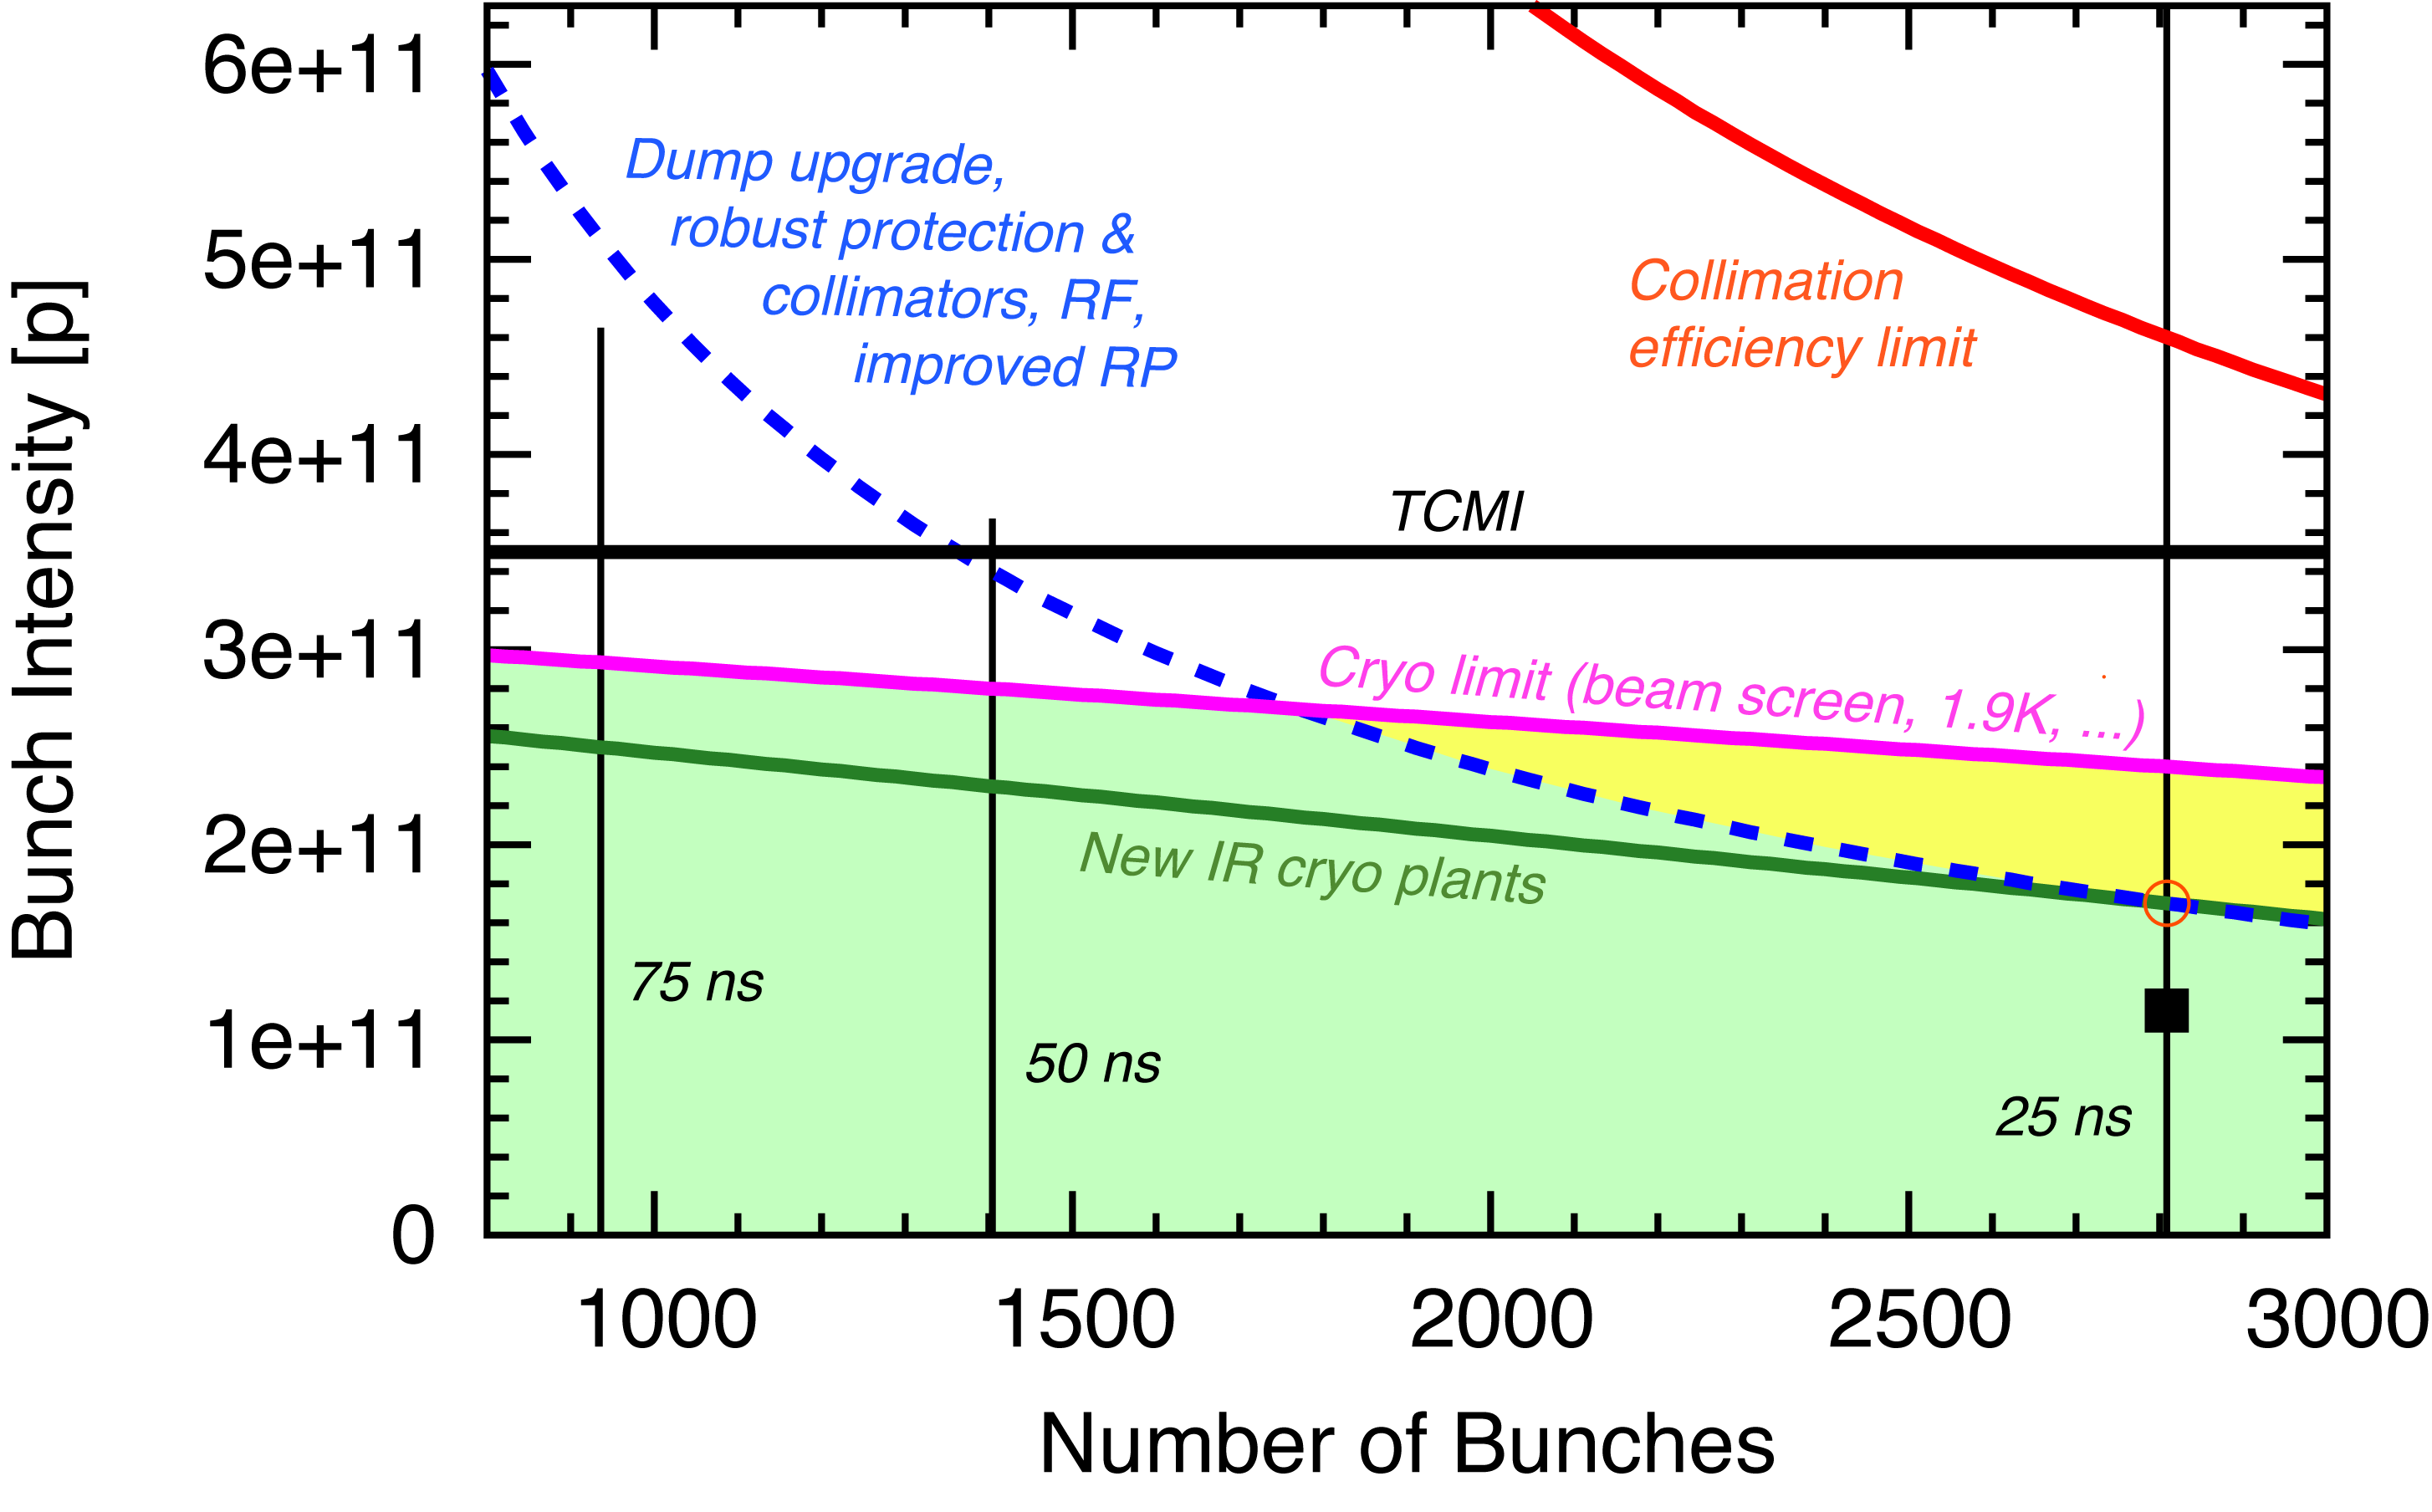 6e+11
5e+11
4e+11
3e+11
2e+11
1e+11
0
Bunch Intensity [p]
Dump upgrade,
robust protection &
collimators, RF,
improved RP
Collimation
efficiency limit
TCMI
Cryo limit (beam screen, 1.9K, ...)
New IR cryo plants
75 ns
50 ns
25 ns
1000
1500
2000
2500
3000
Number of Bunches